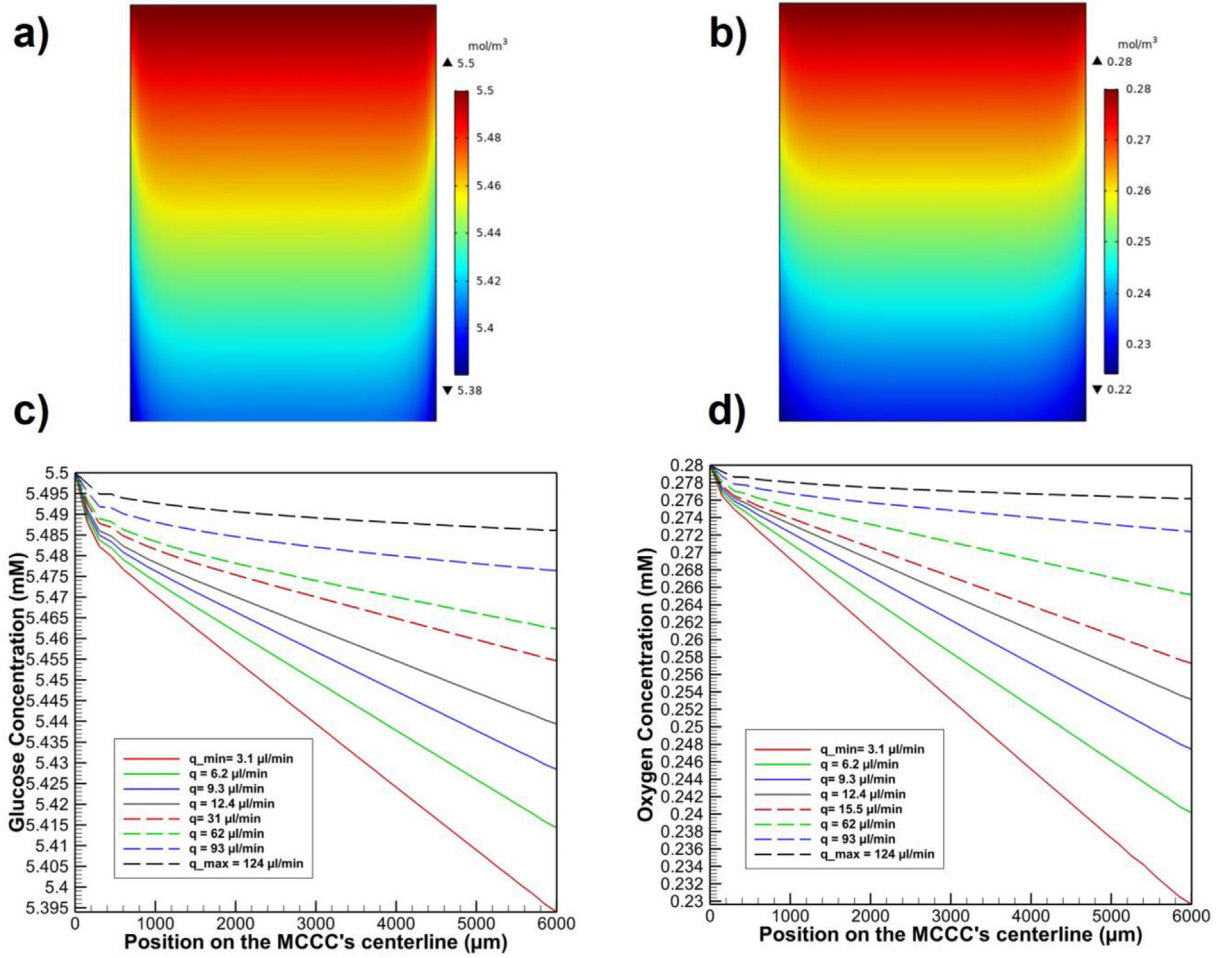 a)
mol/m³
▲ 5.5
5.5
5.48
5.46
5.44
5.42
5.4
▼ 5.38
b)
mol/m³
▲ 0.28
0.28
0.27
0.26
0.25
0.24
0.23
▼ 0.22
c)
Glucose Concentration (mM)
5.5
5.495
5.49
5.485
5.48
5.475
5.47
5.465
5.46
5.455
5.45
5.445
5.44
5.435
5.43
5.425
5.42
5.415
5.41
5.405
5.4
5.395
q_min= 3.1 µl/min
q = 6.2 µl/min
q = 9.3 µl/min
q = 12.4 µl/min
q = 31 µl/min
q = 62 µl/min
q = 93 µl/min
q_max = 124 µl/min
0 1000 2000 3000 4000 5000 6000
Position on the MCCC's centerline (µm)
d)
Oxygen Concentration (mM)
0.28
0.278
0.276
0.274
0.272
0.27
0.268
0.266
0.264
0.262
0.26
0.258
0.256
0.254
0.252
0.25
0.248
0.246
0.244
0.242
0.24
0.238
0.236
0.234
0.232
0.23
q_min= 3.1 µl/min
q = 6.2 µl/min
q = 9.3 µl/min
q = 12.4 µl/min
q= 15.5 µl/min
q = 62 µl/min
q = 93 µl/min
q_max = 124 µl/min
0 1000 2000 3000 4000 5000 6000
Position on the MCCC's centerline (µm)